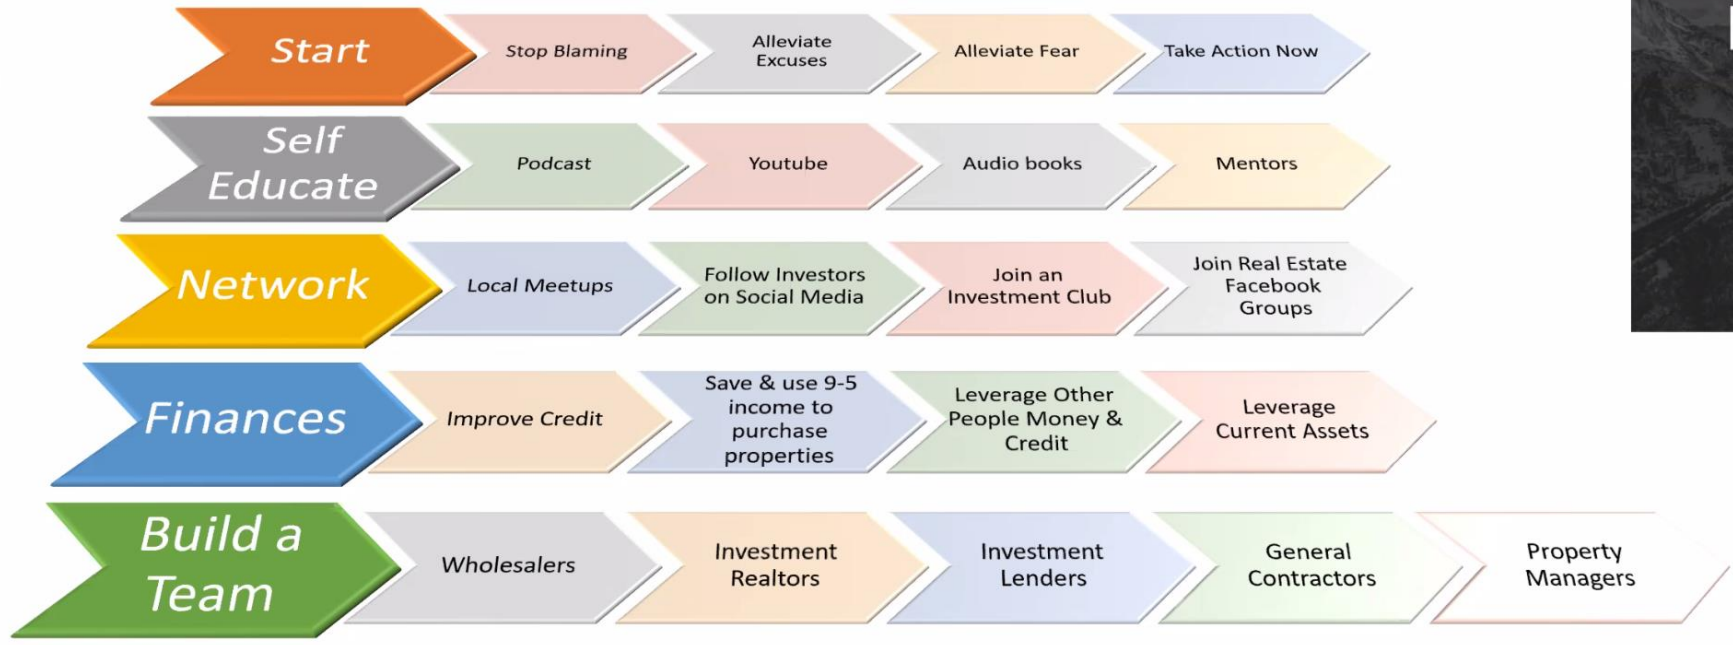 Start
Stop Blaming
Alleviate
Excuses
Alleviate Fear
Take Action Now
Self
Educate
Podcast
Youtube
Audio books
Mentors
Network
Local Meetups
Follow Investors
on Social Media
Join an
Investment Club
Join Real Estate
Facebook
Groups
Finances
Improve Credit
Save & use 9-5
income to
purchase
properties
Leverage Other
People Money &
Credit
Leverage
Current Assets
Build a
Team
Wholesalers
Investment
Realtors
Investment
Lenders
General
Contractors
Property
Managers